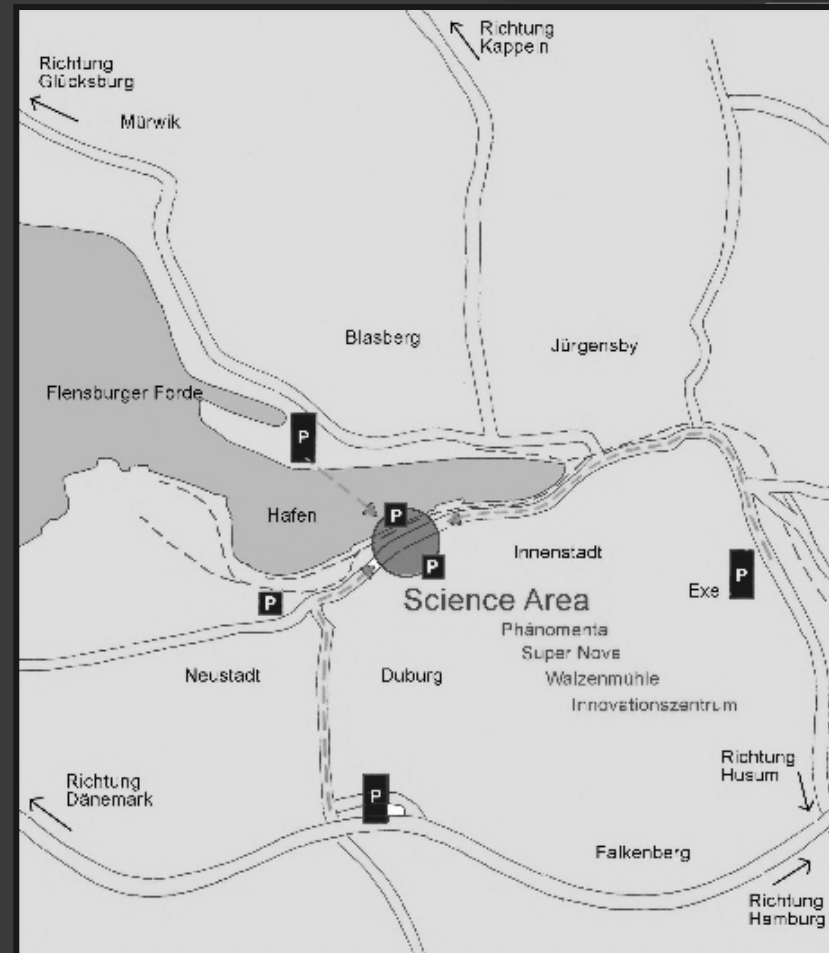 Richtung
Kappeln
Richtung
Glücksburg
Mürwik
Blasberg
Jürgensby
Flensburger Förde
P
Hafen
P
Innenstadt
P
P
Exe
P
Science Area
Phänomenta
Super Nova
Walzenmühle
Innovationszentrum
Neustadt
Duburg
Richtung
Husum
Richtung
Dänemark
P
Falkenberg
Richtung
Hamburg